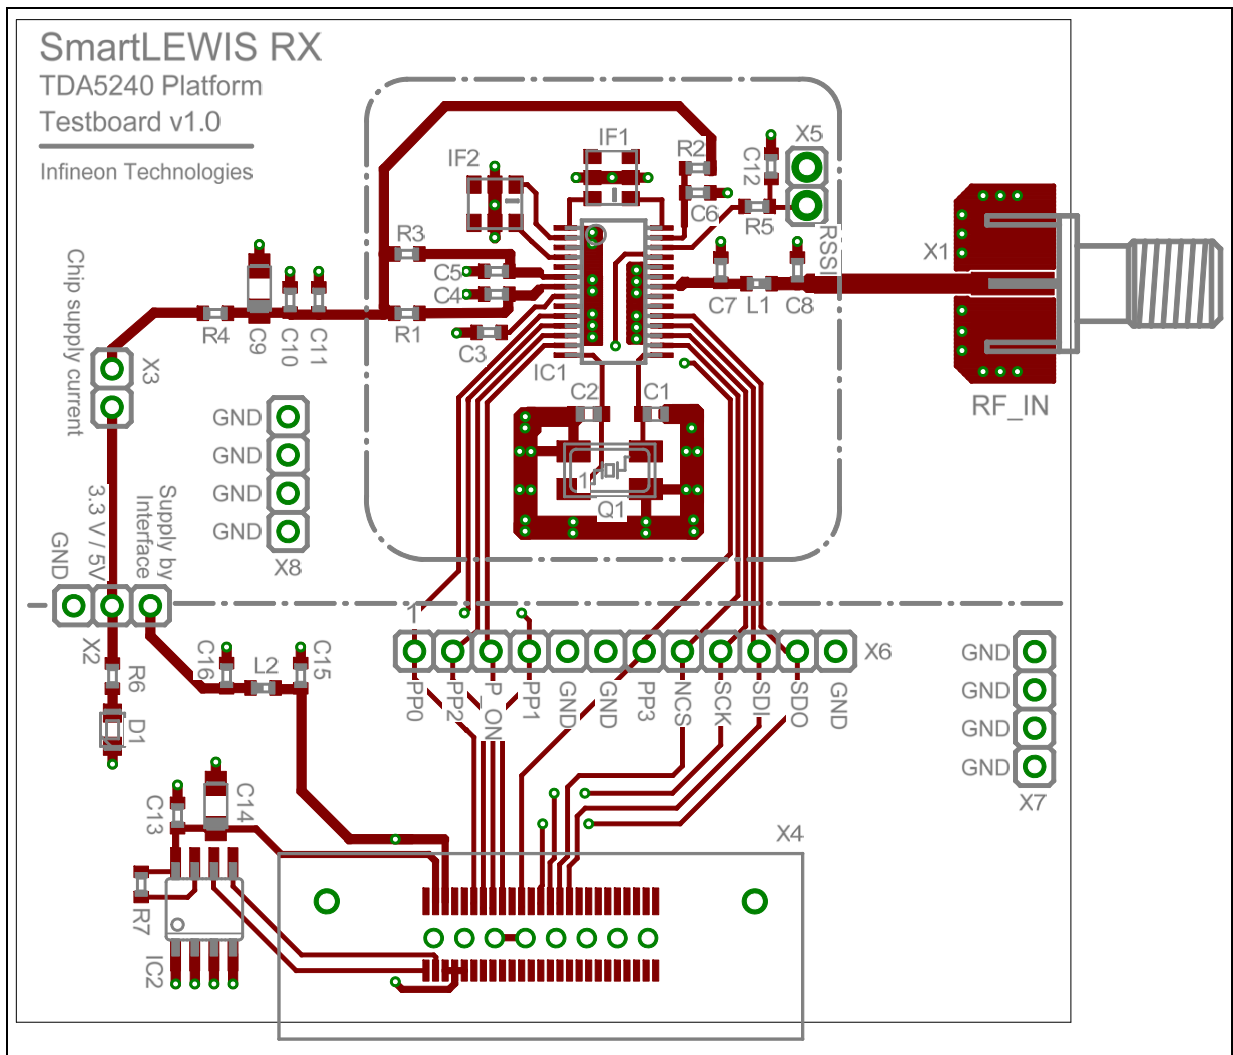 SmartLEWIS RX
TDA5240 Platform
Testboard v1.0
Infineon Technologies
IF1
IF2
R2
C12
X5
C6
R5
RSSI
X1
R3
C5
C4
R1
C3
C7
L1
C8
RF_IN
Chip supply current
R4
C9
C10
C11
X3
IC1
C2
C1
1
Q1
GND
GND
GND
GND
X8
GND
3.3 V / 5V
Supply by
Interface
X2
R6
D1
C16
L2
C15
1
X6
PP0
PP2
P_ON
PP1
GND
GND
PP3
NCS
SCK
SDI
SDO
GND
GND
GND
GND
GND
X7
C13
C14
R7
IC2
X4